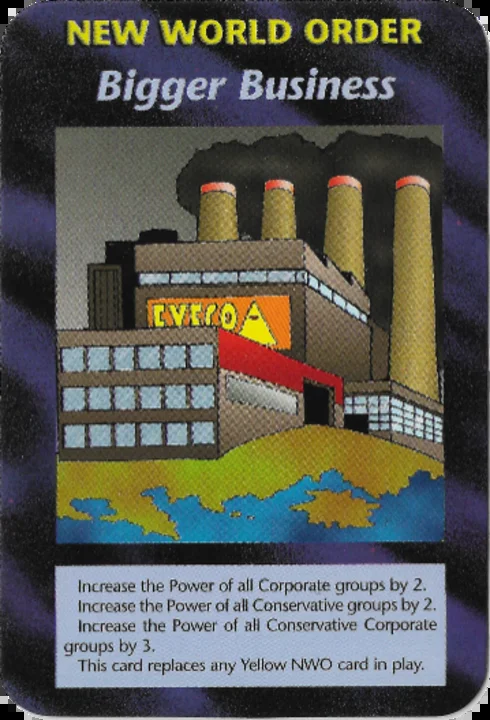 NEW WORLD ORDER
Bigger Business
EYECO
Increase the Power of all Corporate groups by 2.
Increase the Power of all Conservative groups by 2.
Increase the Power of all Conservative Corporate
groups by 3.
This card replaces any Yellow NWO card in play.